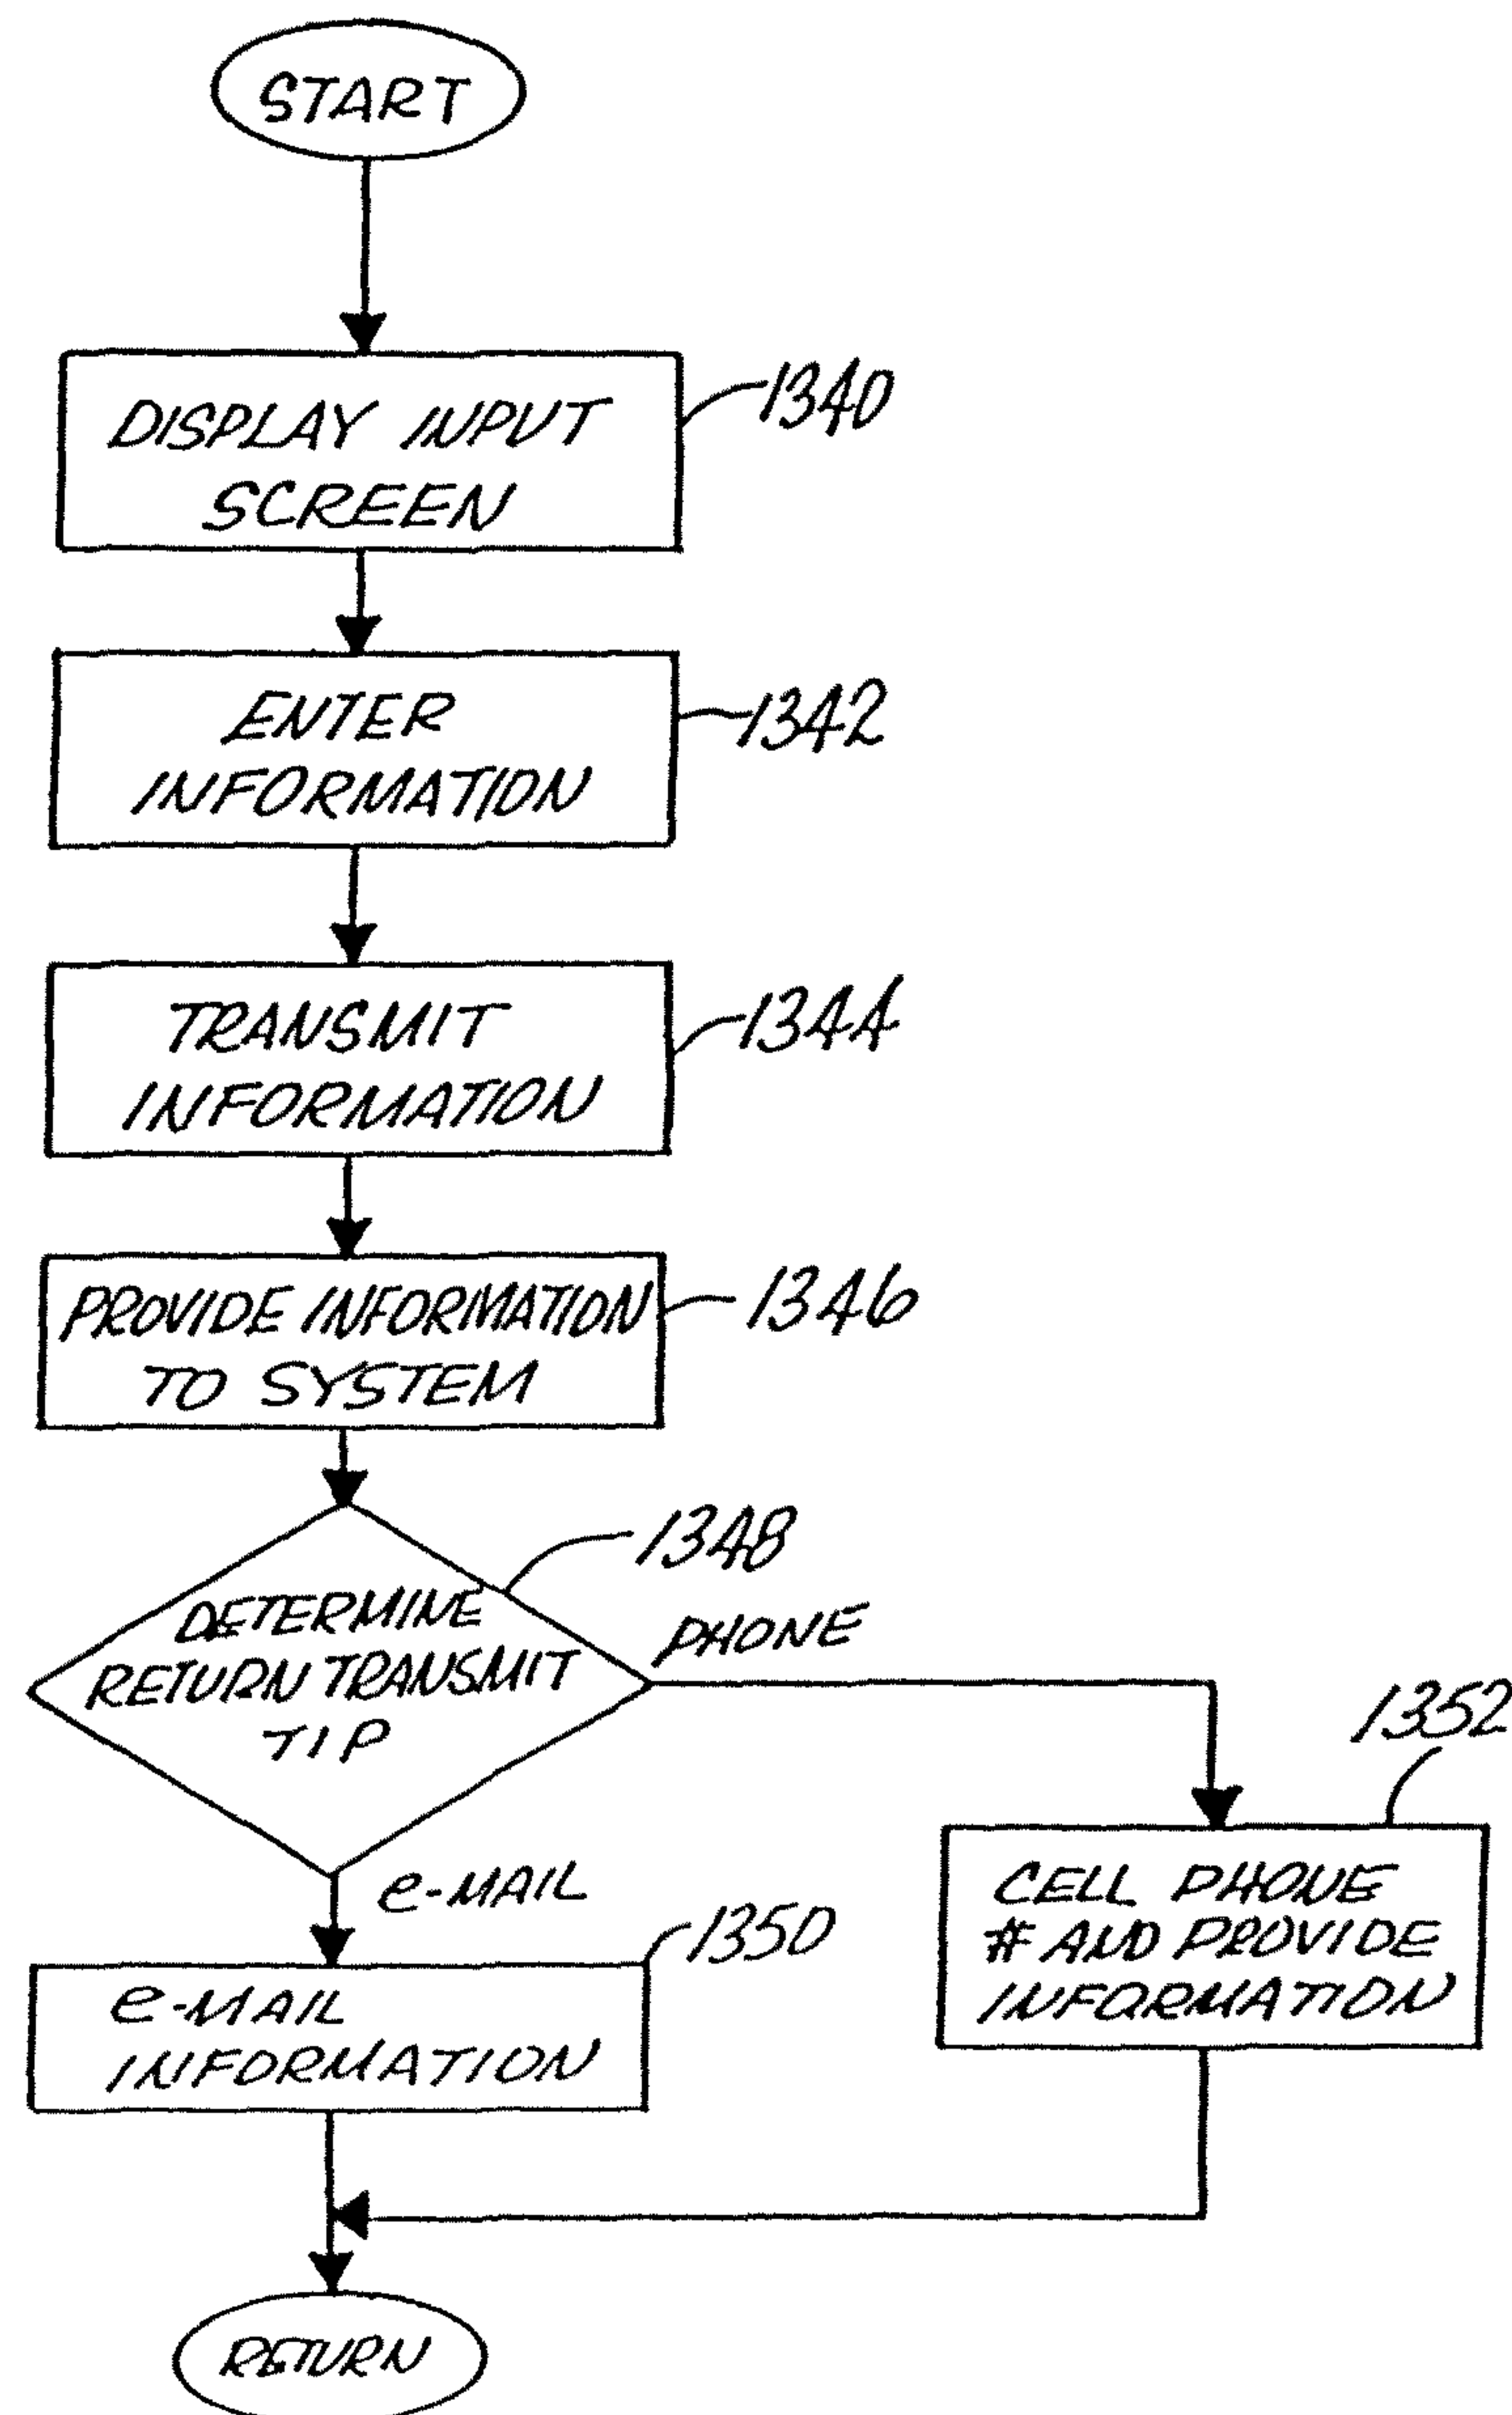 START
DISPLAY INPUT
SCREEN
1340
ENTER
INFORMATION
1342
TRANSMIT
INFORMATION
1344
PROVIDE INFORMATION
TO SYSTEM
1346
1348
DETERMINE
RETURN TRANSMIT
TIP
PHONE
1352
CELL PHONE
# AND PROVIDE
INFORMATION
e-MAIL
1350
e-MAIL
INFORMATION
RETURN